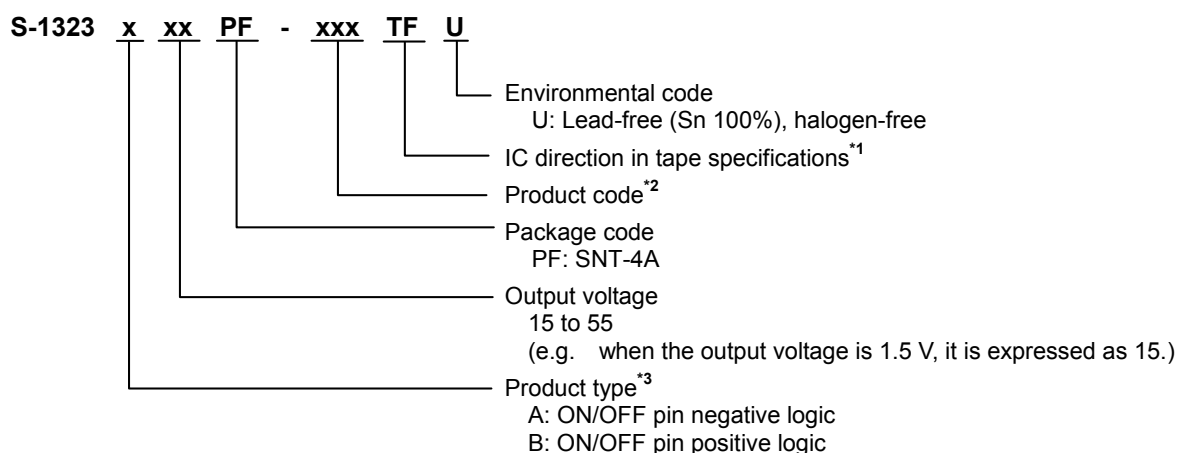 S-1323 x xx PF - xxx TF U
Environmental code
U: Lead-free (Sn 100%), halogen-free
IC direction in tape specifications*1
Product code*2
Package code
PF: SNT-4A
Output voltage
15 to 55
(e.g. when the output voltage is 1.5 V, it is expressed as 15.)
Product type*3
A: ON/OFF pin negative logic
B: ON/OFF pin positive logic